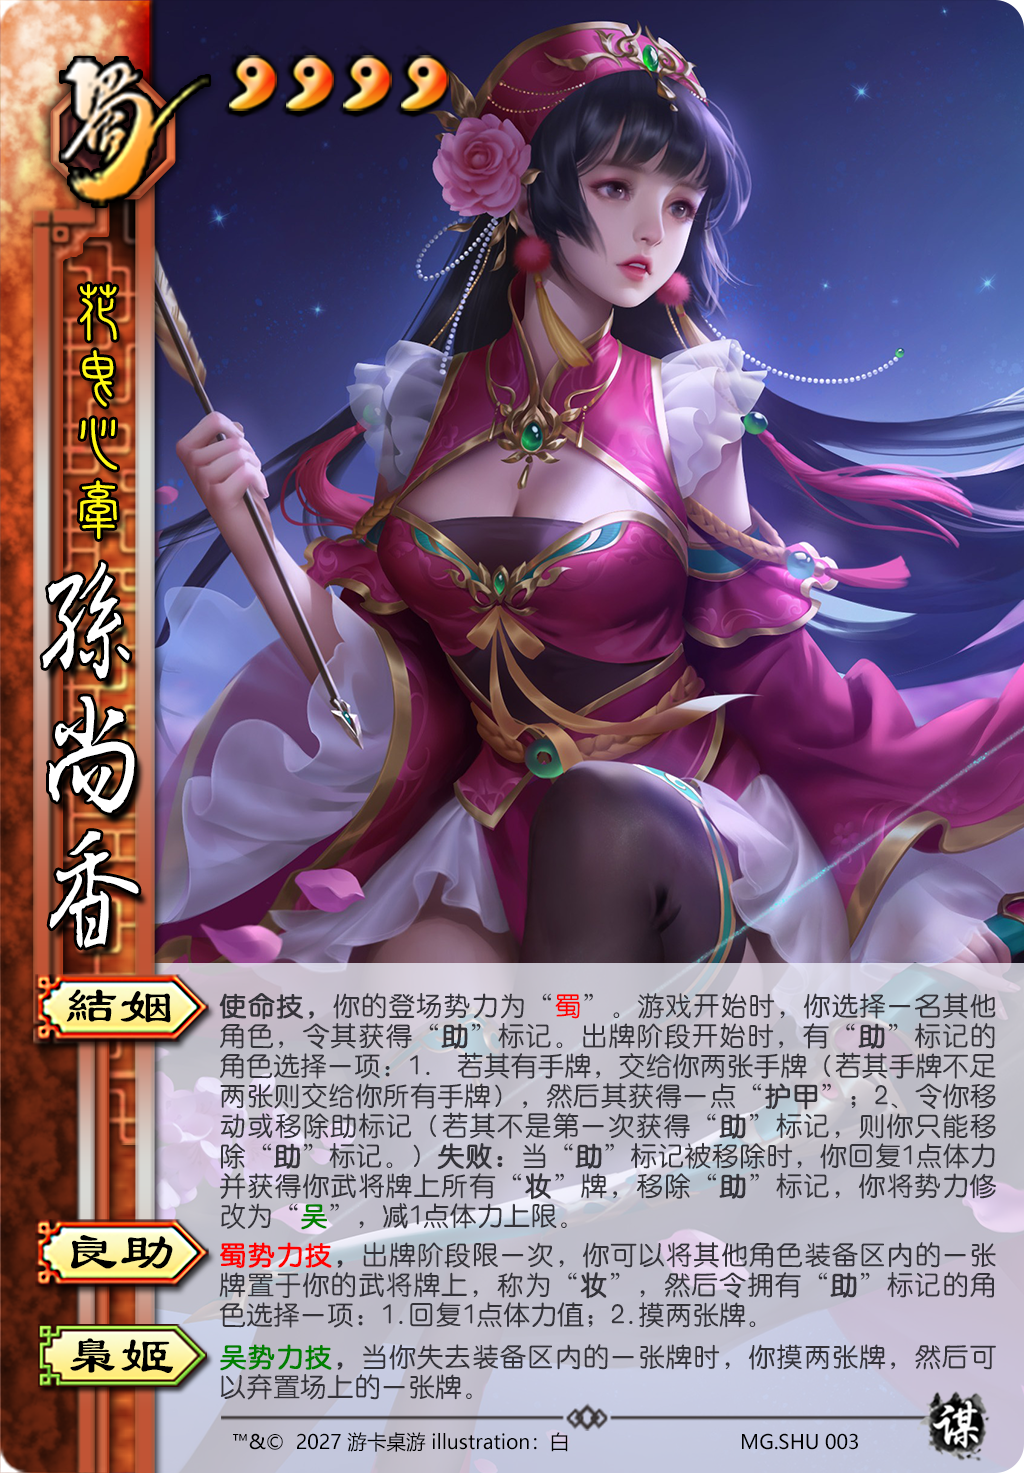 蜀
花曳心牽
孫尚香
結姻
使命技，你的登场势力为“蜀”。游戏开始时，你选择一名其他
角色，令其获得“助”标记。出牌阶段开始时，有“助”标记的
角色选择一项：1. 若其有手牌，交给你两张手牌（若其手牌不足
两张则交给你所有手牌），然后其获得一点“护甲”；2、令你移
动或移除助标记（若其不是第一次获得“助”标记，则你只能移
除“助”标记。）失败：当“助”标记被移除时，你回复1点体力
并获得你武将牌上所有“妆”牌，移除“助”标记，你将势力修
改为“吴”，减1点体力上限。
良助
蜀势力技，出牌阶段限一次，你可以将其他角色装备区内的一张
牌置于你的武将牌上，称为“妆”，然后令拥有“助”标记的角
色选择一项：1.回复1点体力值；2.摸两张牌。
梟姬
吴势力技，当你失去装备区内的一张牌时，你摸两张牌，然后可
以弃置场上的一张牌。
™&© 2027 游卡桌游 illustration：白
MG.SHU 003
谋